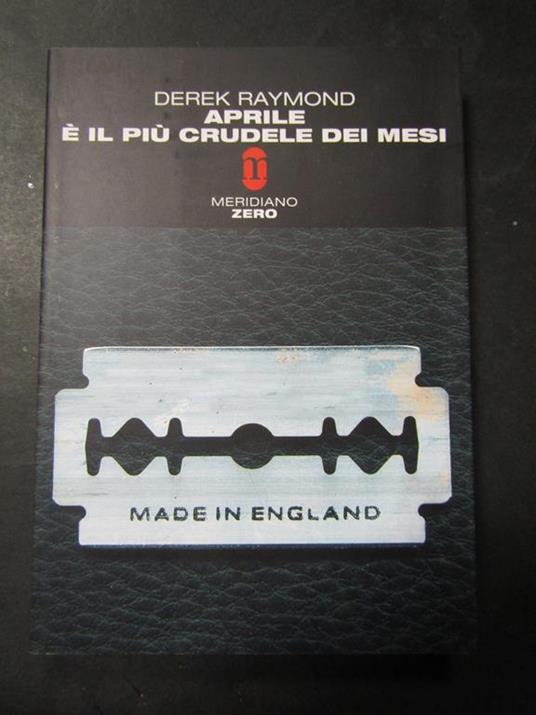 DEREK RAYMOND
APRILE
È IL PIÙ CRUDELE DEI MESI
MERIDIANO
ZERO
MADE IN ENGLAND